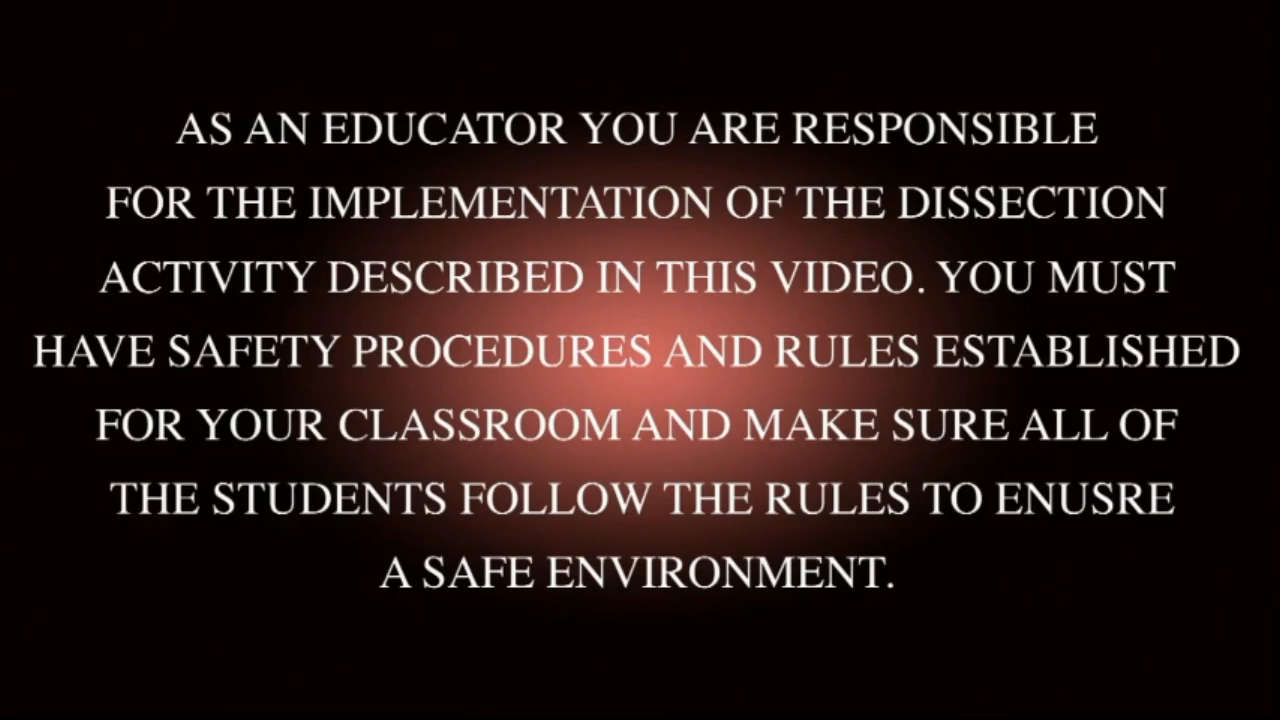 AS AN EDUCATOR YOU ARE RESPONSIBLE
FOR THE IMPLEMENTATION OF THE DISSECTION
ACTIVITY DESCRIBED IN THIS VIDEO. YOU MUST
HAVE SAFETY PROCEDURES AND RULES ESTABLISHED
FOR YOUR CLASSROOM AND MAKE SURE ALL OF
THE STUDENTS FOLLOW THE RULES TO ENUSRE
A SAFE ENVIRONMENT.